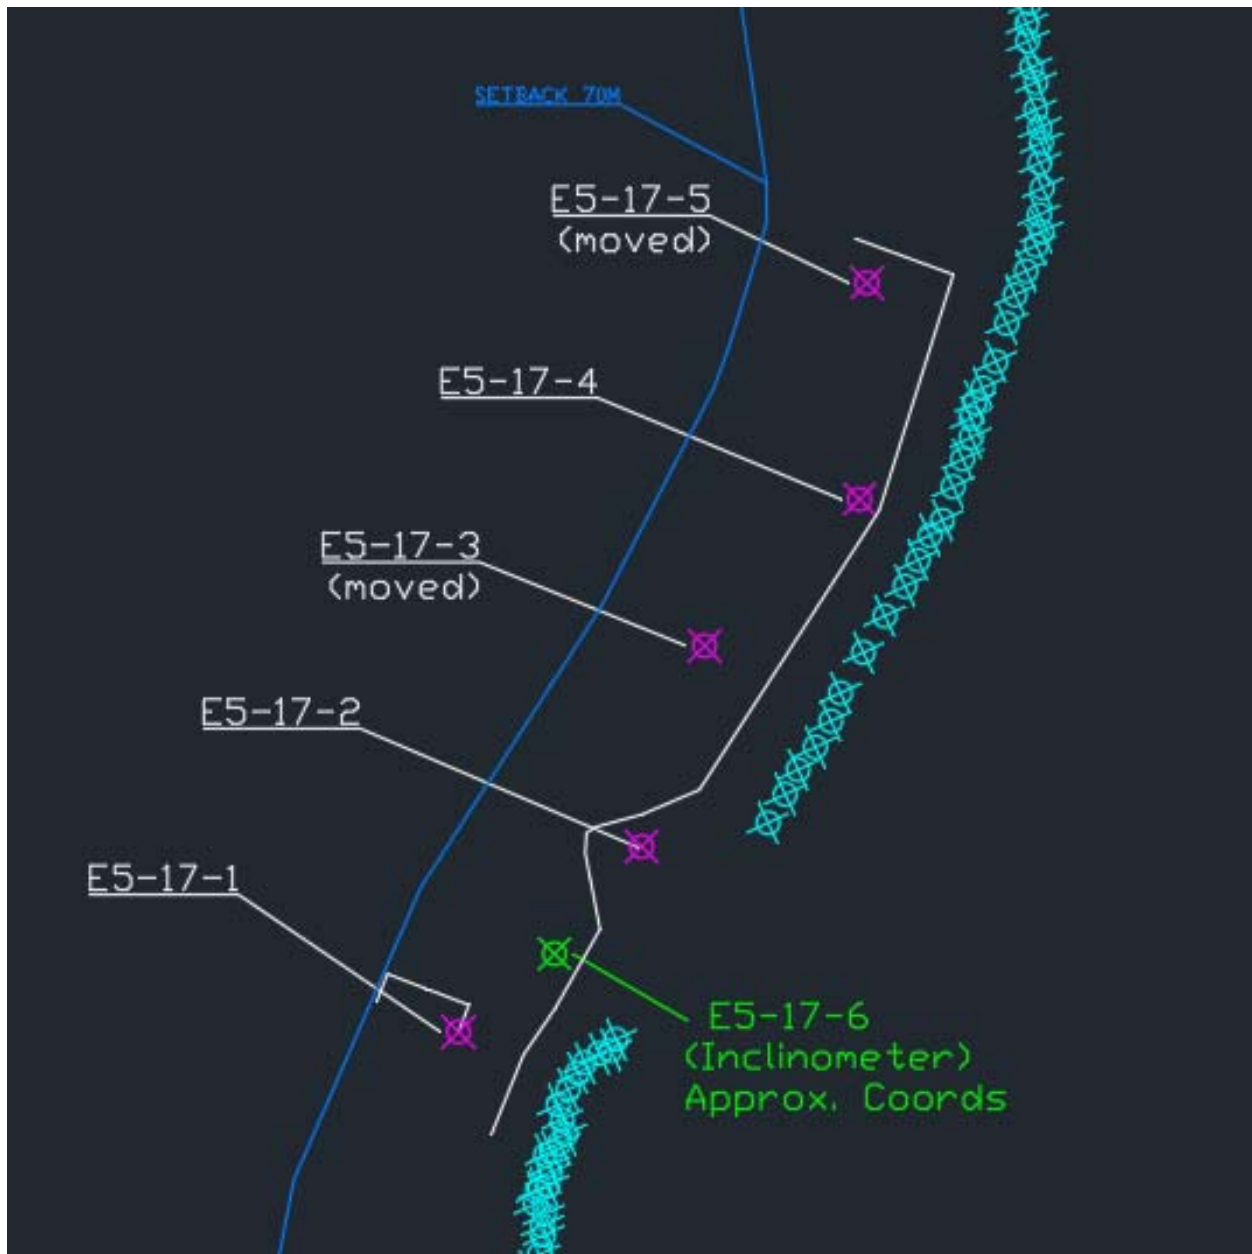 SETBACK 70M
E5-17-5
(moved)
E5-17-4
E5-17-3
(moved)
E5-17-2
E5-17-1
E5-17-6
(Inclinometer)
Approx. Coords